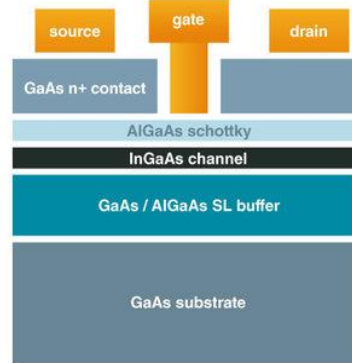 source
gate
drain
GaAs n+ contact
AlGaAs schottky
InGaAs channel
GaAs / AlGaAs SL buffer
GaAs substrate